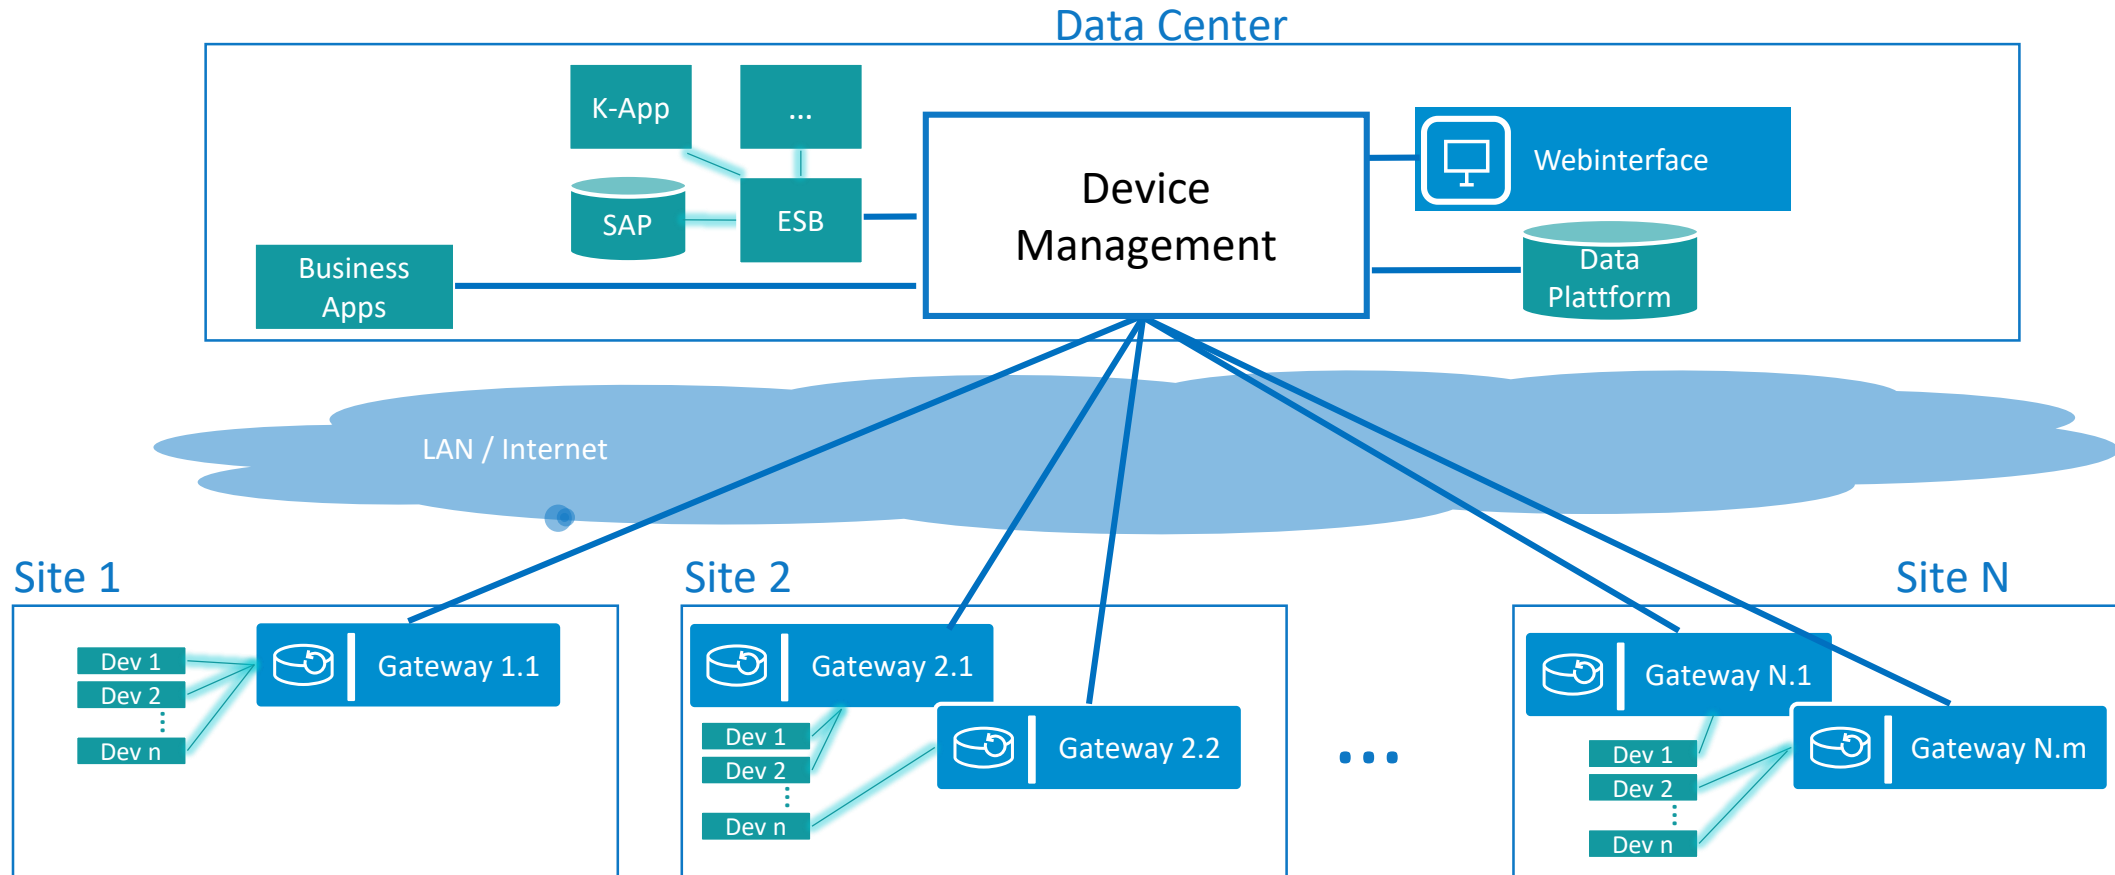 Data Center
K-App
...
SAP
ESB
Business
Apps
Device
Management
Webinterface
Data
Plattform
LAN / Internet
Site 1
Dev 1
Dev 2
Dev n
Gateway 1.1
Site 2
Gateway 2.1
Dev 1
Dev 2
Dev n
Gateway 2.2
...
Site N
Gateway N.1
Dev 1
Dev 2
Dev n
Gateway N.m